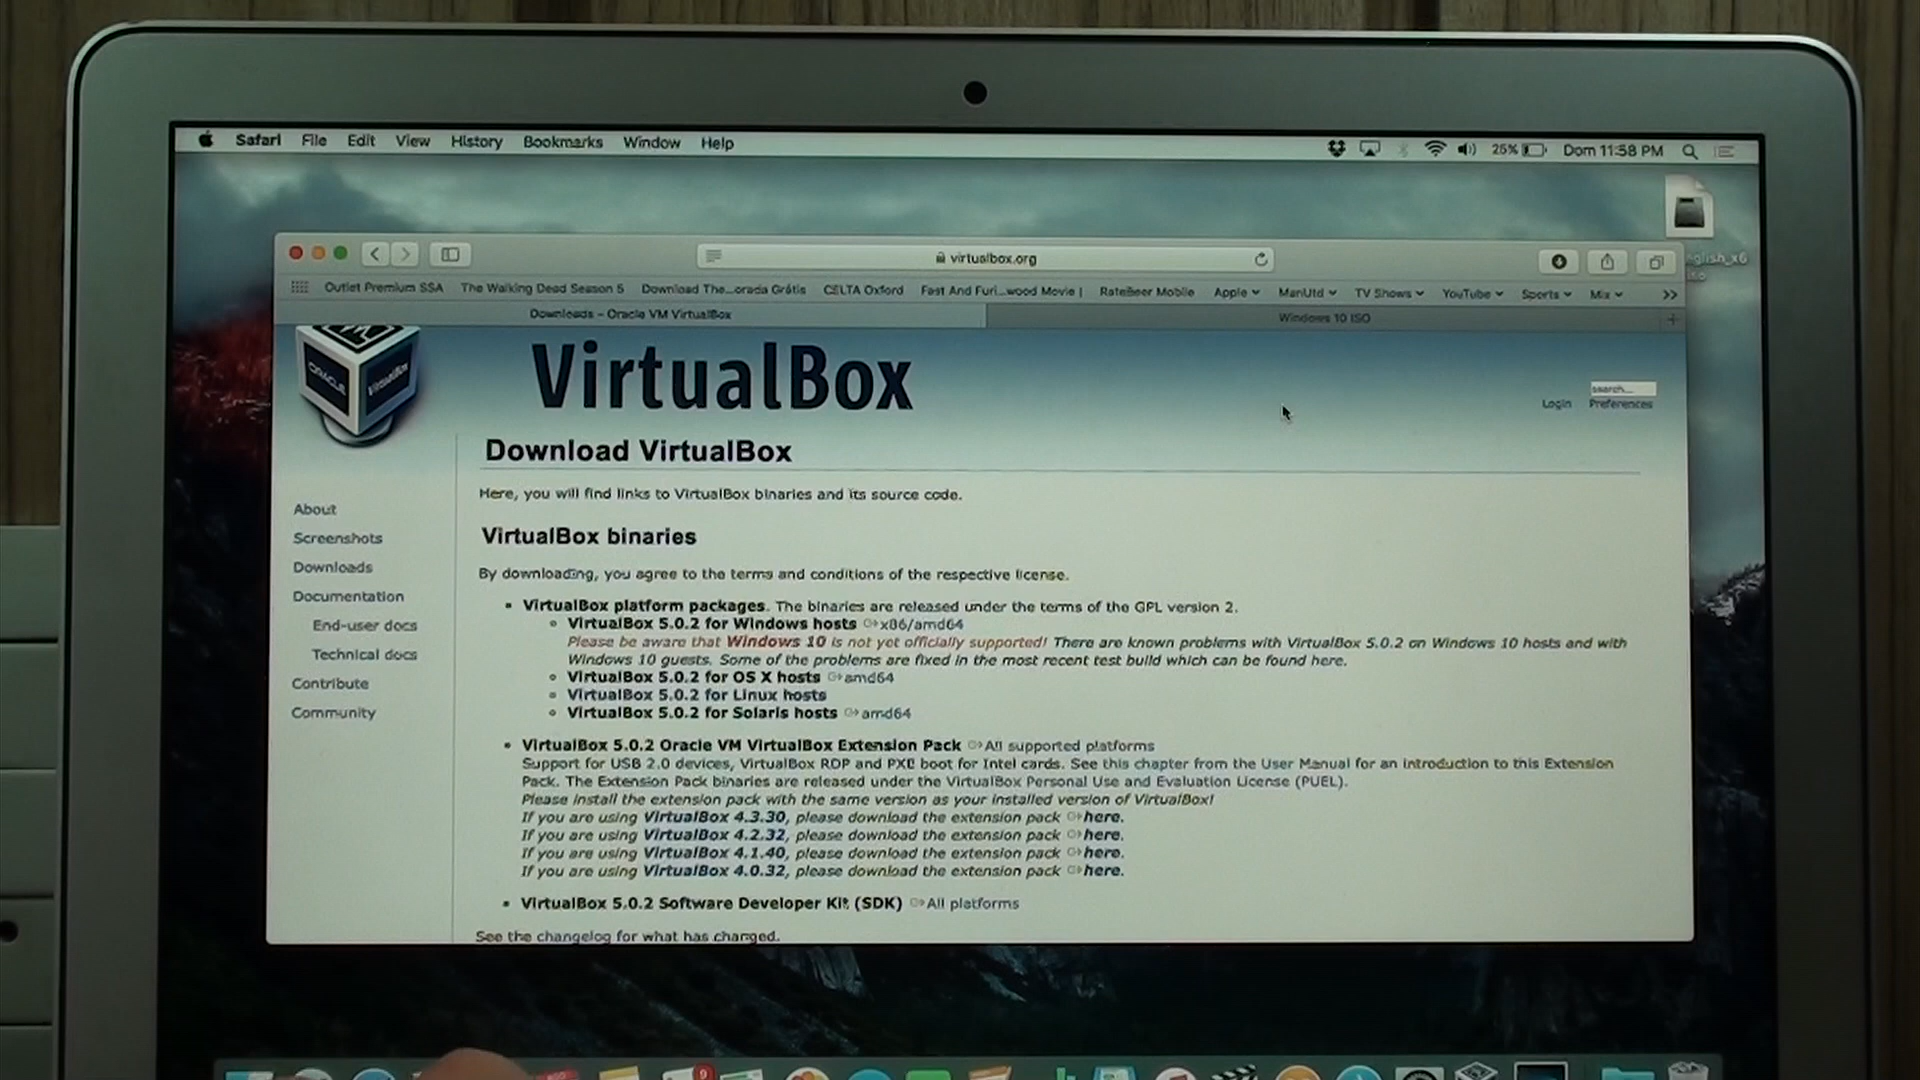 Safari File Edit View History Bookmarks Window Help
25% Dom 11:58 PM
virtualbox.org
Outlet Premium SSA The Walking Dead Season 5 Download The...orada Grátis CELTA Oxford Fast And Furi...wood Movie | RateBeer Mobile Apple ManUtd TV Shows YouTube Sports Mix
Downloads – Oracle VM VirtualBox Windows 10 ISO
ORACLE VirtualBox
VirtualBox
search...
Login Preferences
Download VirtualBox
Here, you will find links to VirtualBox binaries and its source code.
About
Screenshots
Downloads
Documentation
End-user docs
Technical docs
Contribute
Community
VirtualBox binaries
By downloading, you agree to the terms and conditions of the respective license.
VirtualBox platform packages. The binaries are released under the terms of the GPL version 2.
VirtualBox 5.0.2 for Windows hosts x86/amd64
Please be aware that Windows 10 is not yet officially supported! There are known problems with VirtualBox 5.0.2 on Windows 10 hosts and with
Windows 10 guests. Some of the problems are fixed in the most recent test build which can be found here.
VirtualBox 5.0.2 for OS X hosts amd64
VirtualBox 5.0.2 for Linux hosts
VirtualBox 5.0.2 for Solaris hosts amd64
VirtualBox 5.0.2 Oracle VM VirtualBox Extension Pack All supported platforms
Support for USB 2.0 devices, VirtualBox RDP and PXE boot for Intel cards. See this chapter from the User Manual for an introduction to this Extension
Pack. The Extension Pack binaries are released under the VirtualBox Personal Use and Evaluation License (PUEL).
Please install the extension pack with the same version as your installed version of VirtualBox!
If you are using VirtualBox 4.3.30, please download the extension pack here.
If you are using VirtualBox 4.2.32, please download the extension pack here.
If you are using VirtualBox 4.1.40, please download the extension pack here.
If you are using VirtualBox 4.0.32, please download the extension pack here.
VirtualBox 5.0.2 Software Developer Kit (SDK) All platforms
See the changelog for what has changed.
9